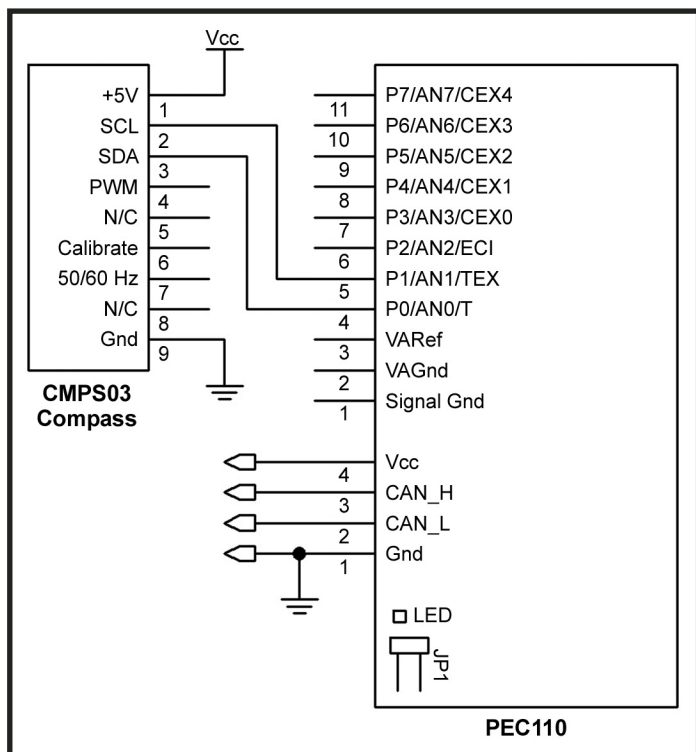 Vcc
+5V
1
SCL
2
SDA
3
PWM
4
N/C
5
Calibrate
6
50/60 Hz
7
N/C
8
Gnd
9
CMPS03
Compass
P7/AN7/CEX4
11
P6/AN6/CEX3
10
P5/AN5/CEX2
9
P4/AN4/CEX1
8
P3/AN3/CEX0
7
P2/AN2/ECI
6
P1/AN1/TEX
5
P0/AN0/T
4
VARef
3
VAGnd
2
Signal Gnd
1
Vcc
4
CAN_H
3
CAN_L
2
Gnd
1
LED
JP1
PEC110